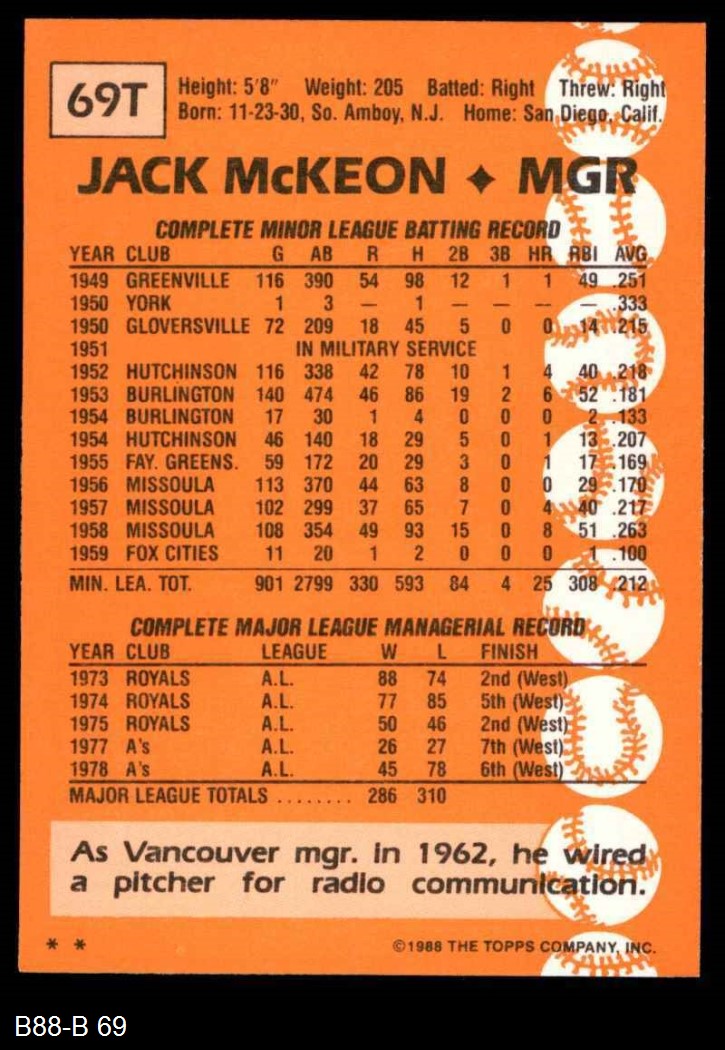 69T
Height: 5'8" Weight: 205 Batted: Right Threw: Right
Born: 11-23-30, So. Amboy, N.J. Home: San Diego, Calif.
JACK McKEON ♦ MGR
COMPLETE MINOR LEAGUE BATTING RECORD
YEAR CLUB G AB R H 2B 3B HR RBI AVG
1949 GREENVILLE 116 390 54 98 12 1 1 49 .251
1950 YORK 1 3 — 1 — — — — .333
1950 GLOVERSVILLE 72 209 18 45 5 0 0 14 .215
1951 IN MILITARY SERVICE
1952 HUTCHINSON 116 338 42 78 10 1 4 40 .218
1953 BURLINGTON 140 474 46 86 19 2 6 52 .181
1954 BURLINGTON 17 30 1 4 0 0 0 2 .133
1954 HUTCHINSON 46 140 18 29 5 0 1 13 .207
1955 FAY. GREENS. 59 172 20 29 3 0 1 17 .169
1956 MISSOULA 113 370 44 63 8 0 0 29 .170
1957 MISSOULA 102 299 37 65 7 0 4 40 .217
1958 MISSOULA 108 354 49 93 15 0 8 51 .263
1959 FOX CITIES 11 20 1 2 0 0 0 1 .100
MIN. LEA. TOT. 901 2799 330 593 84 4 25 308 .212
COMPLETE MAJOR LEAGUE MANAGERIAL RECORD
YEAR CLUB LEAGUE W L FINISH
1973 ROYALS A.L. 88 74 2nd (West)
1974 ROYALS A.L. 77 85 5th (West)
1975 ROYALS A.L. 50 46 2nd (West)
1977 A's A.L. 26 27 7th (West)
1978 A's A.L. 45 78 6th (West)
MAJOR LEAGUE TOTALS ........ 286 310
As Vancouver mgr. in 1962, he wired
a pitcher for radio communication.
* * ©1988 THE TOPPS COMPANY, INC.
B88-B 69